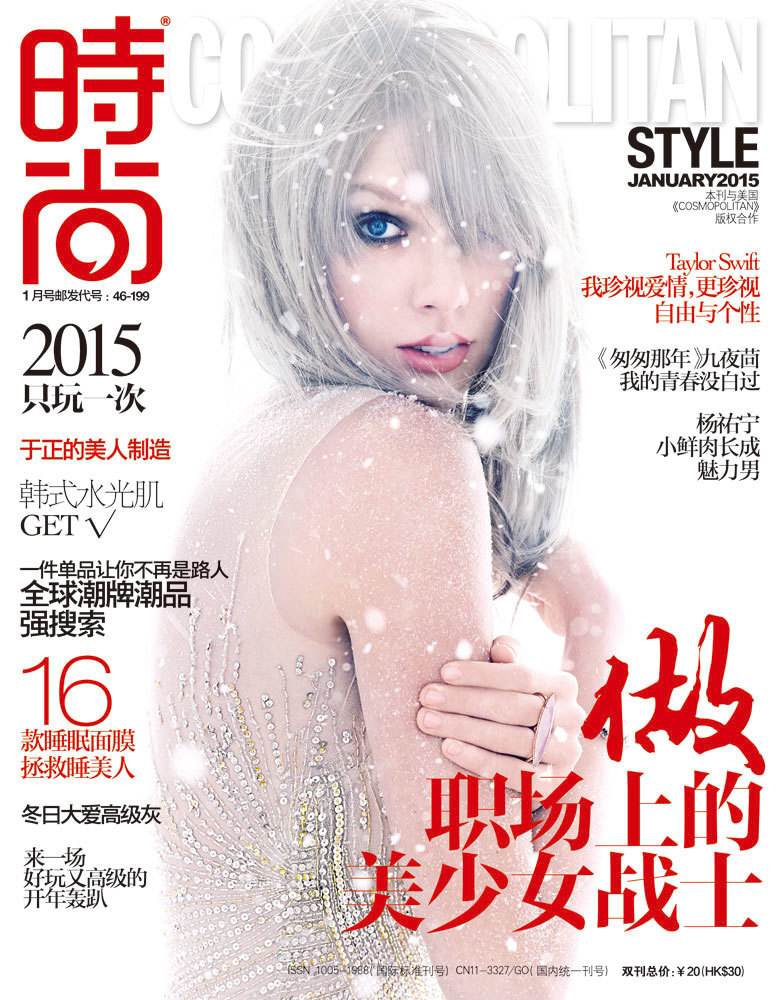 時尚®
COSMOPOLITAN
STYLE
JANUARY2015
本刊与美国
《COSMOPOLITAN》
版权合作
1月号邮发代号：46-199
2015
只玩一次
于正的美人制造
韩式水光肌
GET √
一件单品让你不再是路人
全球潮牌潮品
强搜索
16
款睡眠面膜
拯救睡美人
冬日大爱高级灰
来一场
好玩又高级的
开年轰趴
Taylor Swift
我珍视爱情，更珍视
自由与个性
《匆匆那年》九夜茴
我的青春没白过
杨祐宁
小鲜肉长成
魅力男
做
职场上的
美少女战士
ISSN 1005-1988(国际标准刊号) CN11-3327/GO(国内统一刊号) 双刊总价：¥20(HK$30)